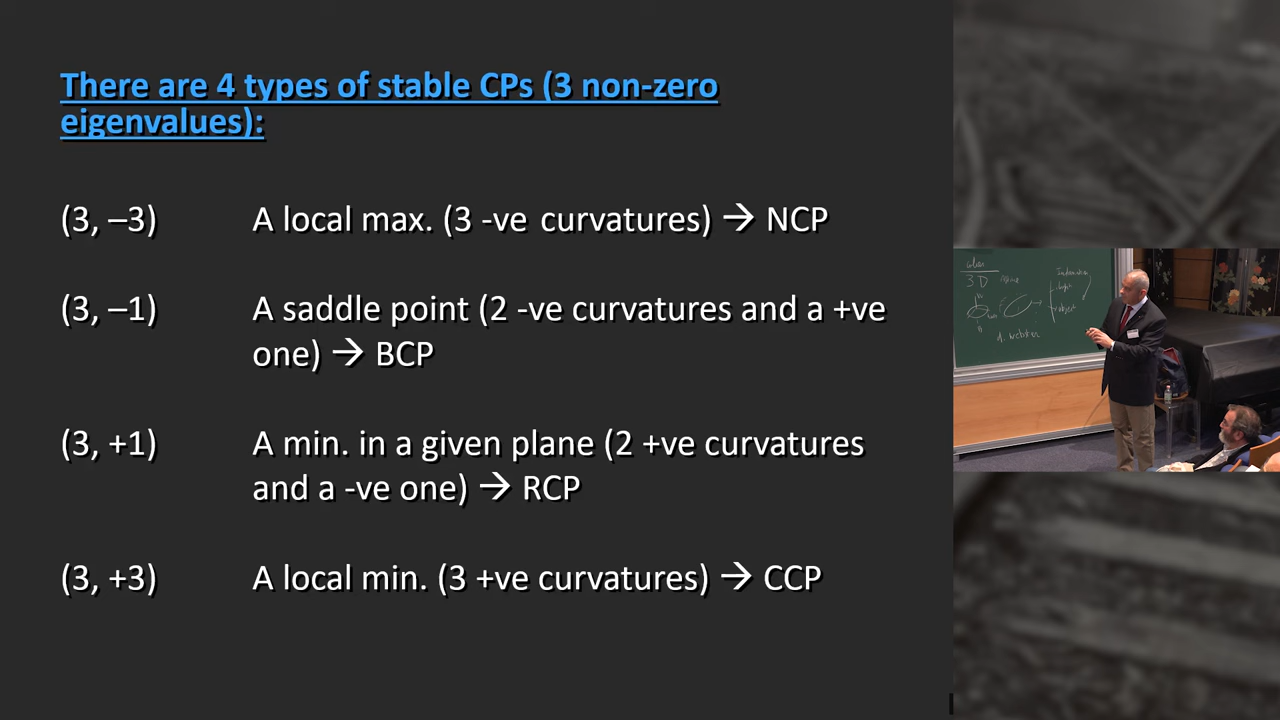 There are 4 types of stable CPs (3 non-zero
eigenvalues):
(3, –3) A local max. (3 -ve curvatures) → NCP
(3, –1) A saddle point (2 -ve curvatures and a +ve
one) → BCP
(3, +1) A min. in a given plane (2 +ve curvatures
and a -ve one) → RCP
(3, +3) A local min. (3 +ve curvatures) → CCP
3D